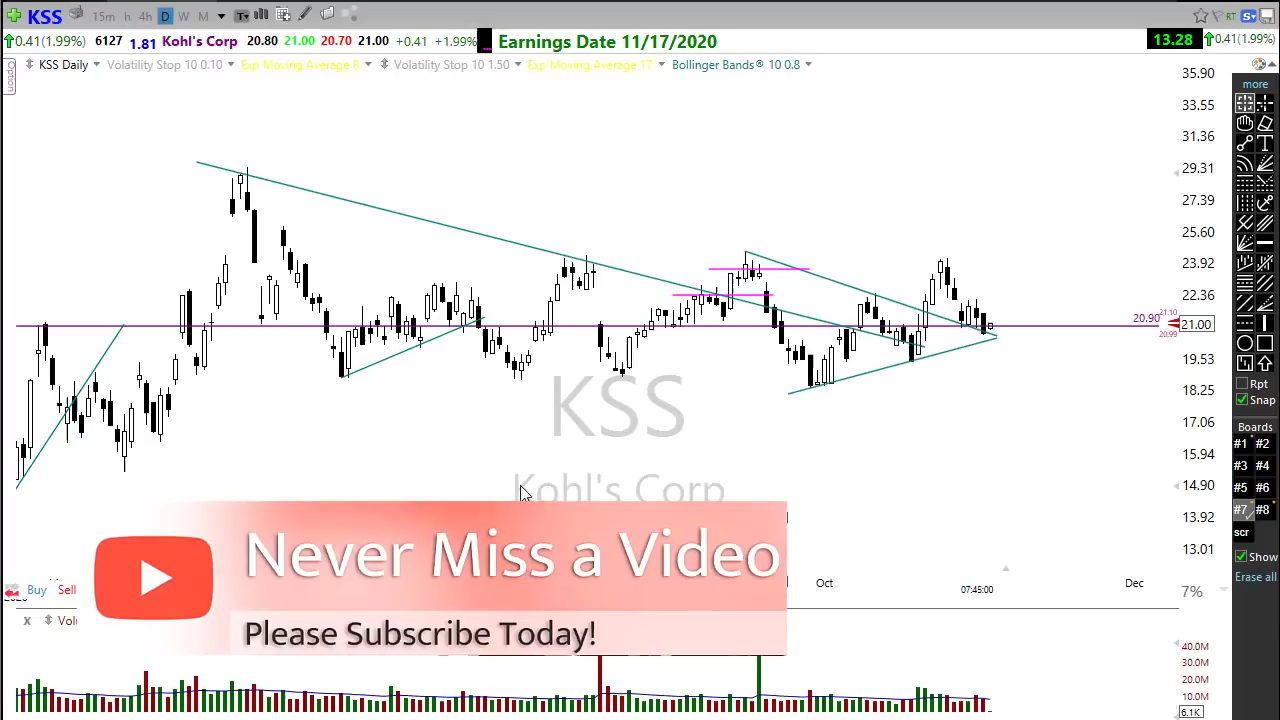 KSS 15m h 4h D W M T RT S
0.41(1.99%) 6127 1.81 Kohl's Corp 20.80 21.00 20.70 21.00 +0.41 +1.99% Earnings Date 11/17/2020 13.28 0.41(1.99%)
Option
KSS Daily Volatility Stop 10 0.10 Exp Moving Average 8 Volatility Stop 10 1.50 Exp Moving Average 17 Bollinger Bands® 10 0.8
35.90
33.55
31.36
29.31
27.39
25.60
23.92
22.36
20.90
21.10
21.00
20.99
19.53
18.25
17.06
15.94
14.90
13.92
13.01
KSS
Kohl's Corp
more
T
Rpt
Snap
Boards
#1 #2
#3 #4
#5 #6
#7 #8
scr
Show
Erase all
Never Miss a Video
Please Subscribe Today!
Buy Sell
Oct Dec
07:45:00
7%
x Volu
40.0M
30.0M
20.0M
10.0M
6.1K